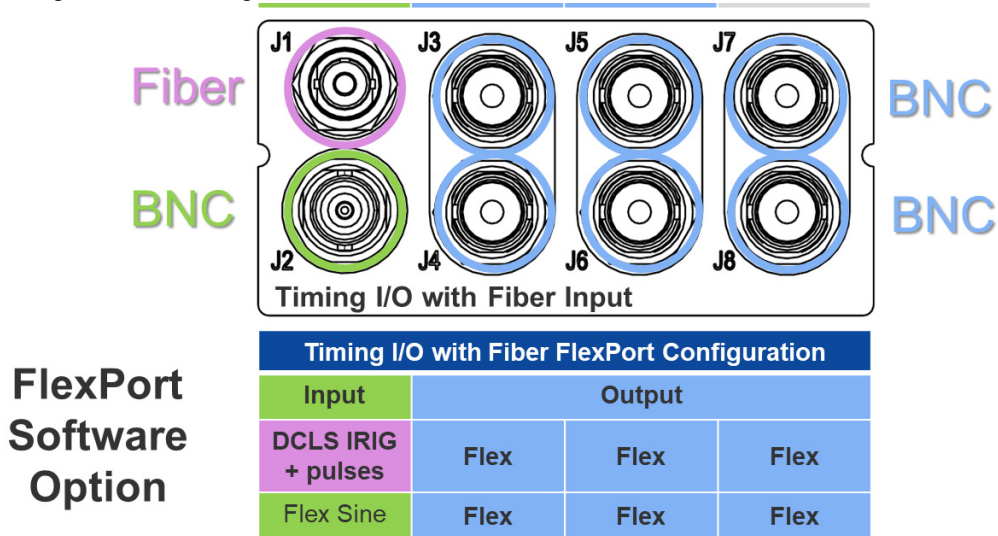 J1 J3 J5 J7
Fiber
BNC
BNC
BNC
J2 J4 J6 J8
Timing I/O with Fiber Input
FlexPort
Software
Option
Timing I/O with Fiber FlexPort Configuration
Input Output
DCLS IRIG
+ pulses
Flex Flex Flex
Flex Sine Flex Flex Flex